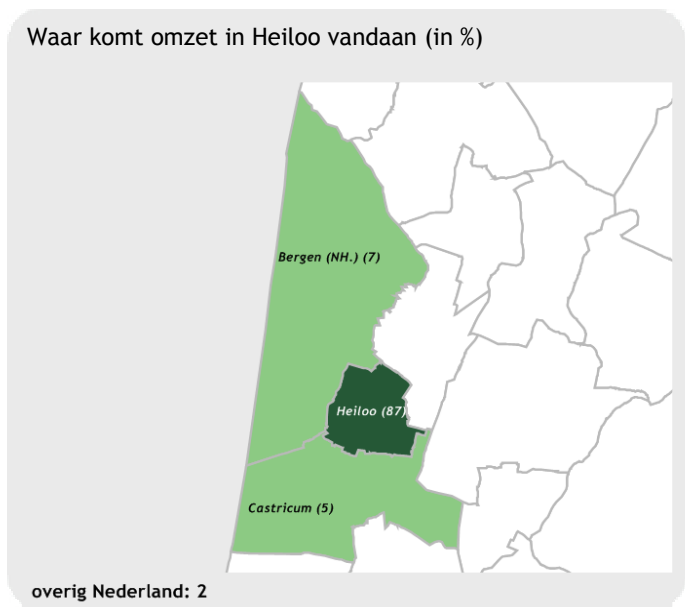 Waar komt omzet in Heiloo vandaan (in %)
Bergen (NH.) (7)
Heiloo (87)
Castricum (5)
overig Nederland: 2